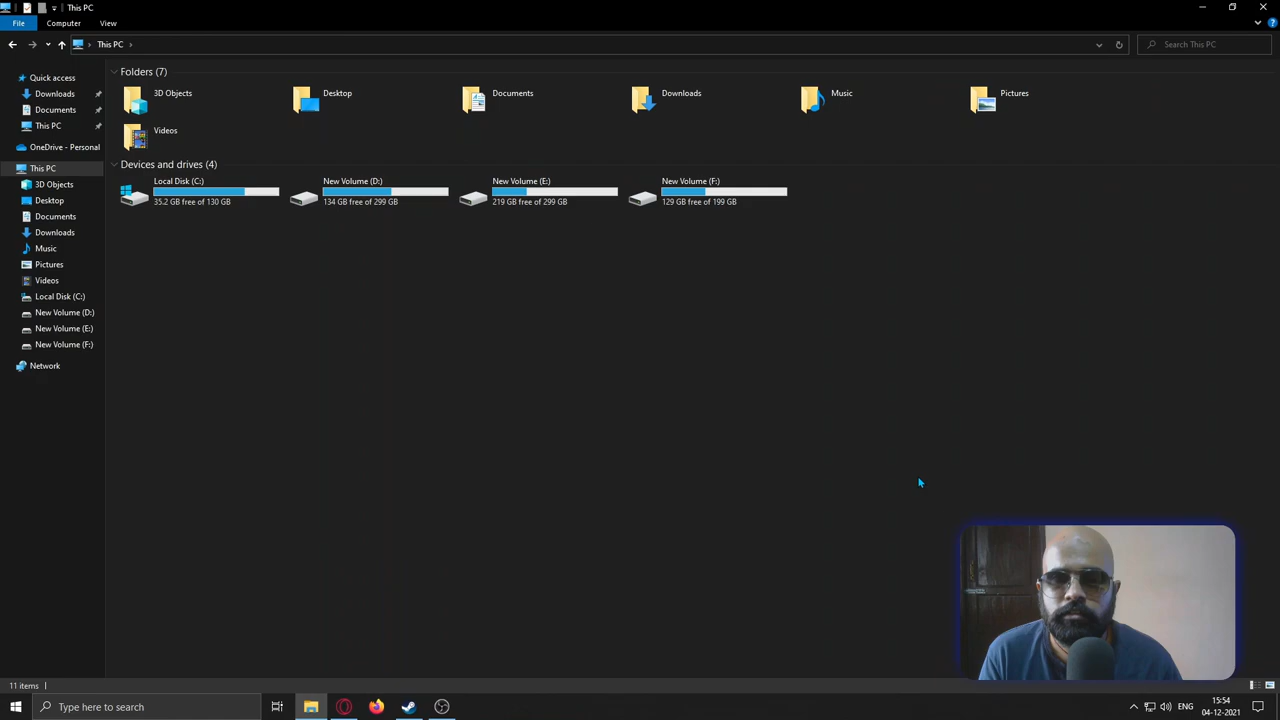 This PC
File
Computer
View
This PC
Search This PC
Quick access
Downloads
Documents
This PC
OneDrive - Personal
This PC
3D Objects
Desktop
Documents
Downloads
Music
Pictures
Videos
Local Disk (C:)
New Volume (D:)
New Volume (E:)
New Volume (F:)
Network
Folders (7)
3D Objects
Desktop
Documents
Downloads
Music
Pictures
Videos
Devices and drives (4)
Local Disk (C:)
35.2 GB free of 130 GB
New Volume (D:)
134 GB free of 299 GB
New Volume (E:)
219 GB free of 299 GB
New Volume (F:)
129 GB free of 199 GB
11 items
Type here to search
ENG
15:54
04-12-2021